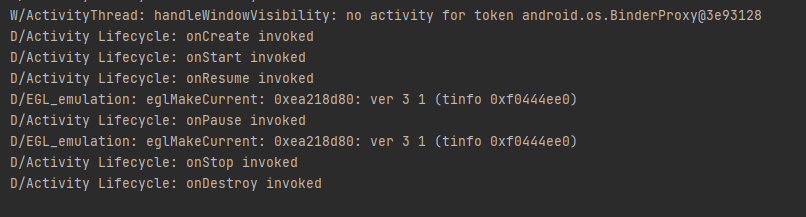 W/ActivityThread: handleWindowVisibility: no activity for token android.os.BinderProxy@3e93128
D/Activity Lifecycle: onCreate invoked
D/Activity Lifecycle: onStart invoked
D/Activity Lifecycle: onResume invoked
D/EGL_emulation: eglMakeCurrent: 0xea218d80: ver 3 1 (tinfo 0xf0444ee0)
D/Activity Lifecycle: onPause invoked
D/EGL_emulation: eglMakeCurrent: 0xea218d80: ver 3 1 (tinfo 0xf0444ee0)
D/Activity Lifecycle: onStop invoked
D/Activity Lifecycle: onDestroy invoked